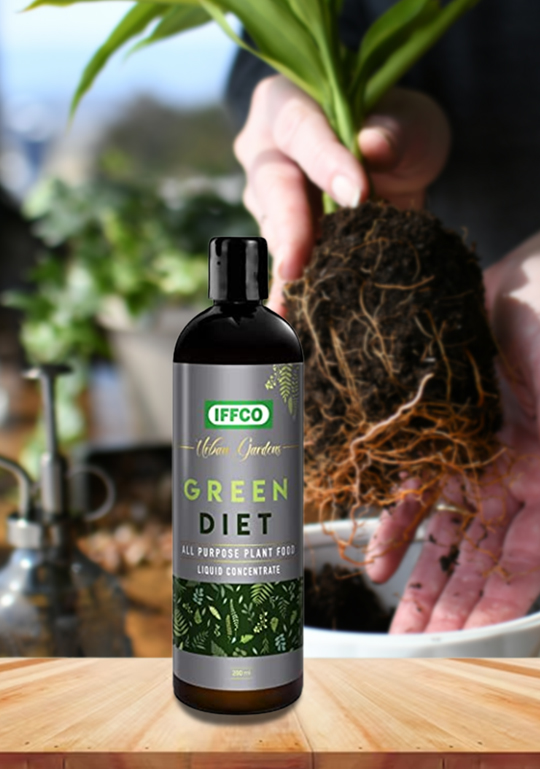 IFFCO
Urban Gardens
GREEN
DIET
ALL PURPOSE PLANT FOOD
LIQUID CONCENTRATE